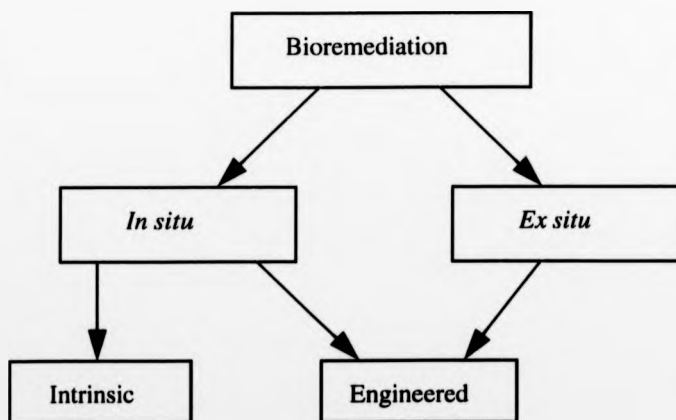 Bioremediation
In situ
Ex situ
Intrinsic
Engineered